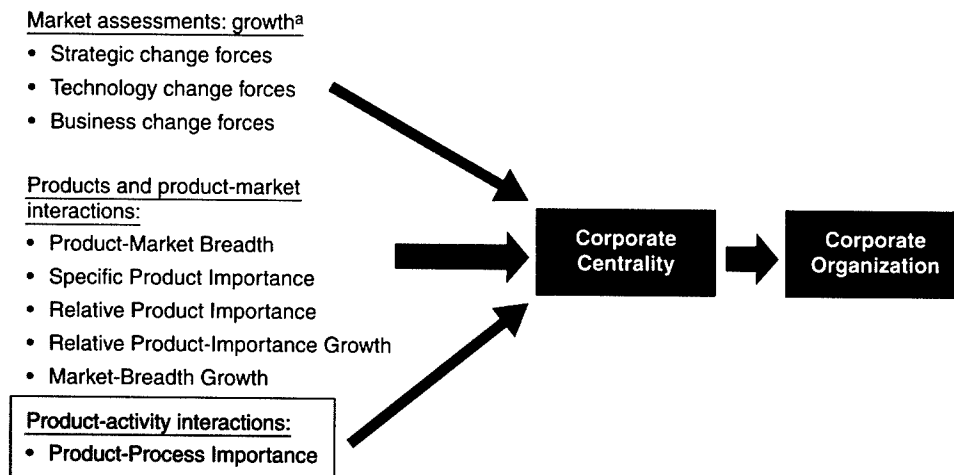 Market assessments: growthᵃ
• Strategic change forces
• Technology change forces
• Business change forces
Products and product-market
interactions:
• Product-Market Breadth
• Specific Product Importance
• Relative Product Importance
• Relative Product-Importance Growth
• Market-Breadth Growth
Product-activity interactions:
• Product-Process Importance
Corporate
Centrality
Corporate
Organization